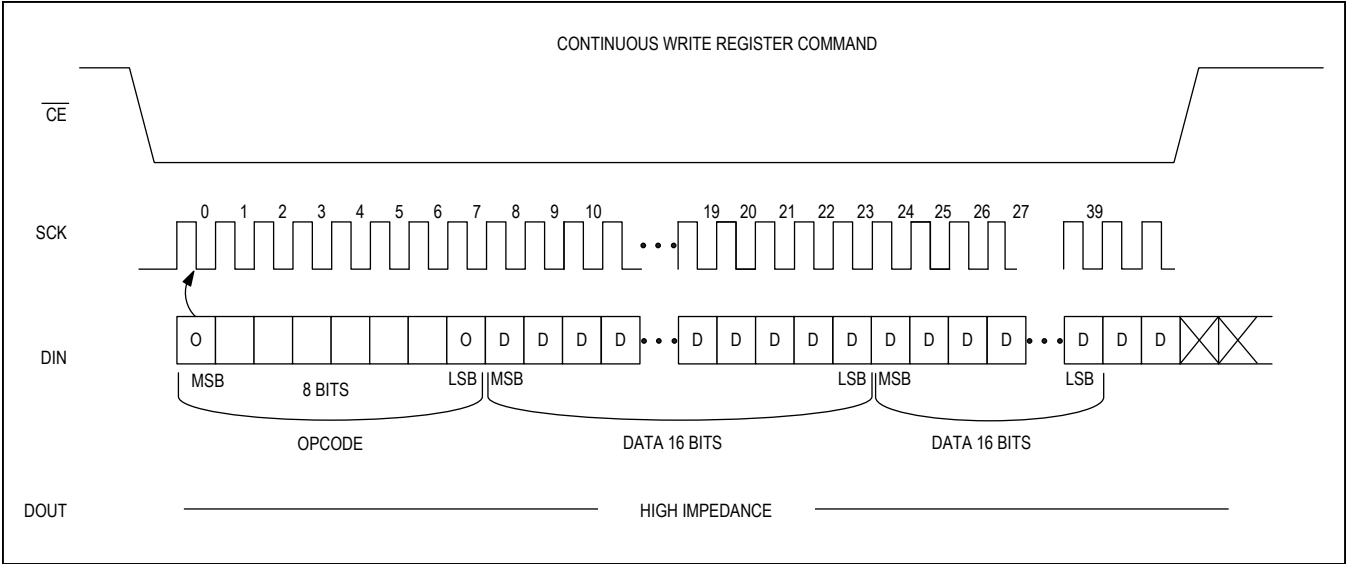 CONTINUOUS WRITE REGISTER COMMAND
CE
SCK
0 1 2 3 4 5 6 7 8 9 10 19 20 21 22 23 24 25 26 27 39
DIN
O O D D D D D D D D D D D D D D D D
MSB 8 BITS LSB MSB LSB MSB LSB
OPCODE DATA 16 BITS DATA 16 BITS
DOUT HIGH IMPEDANCE